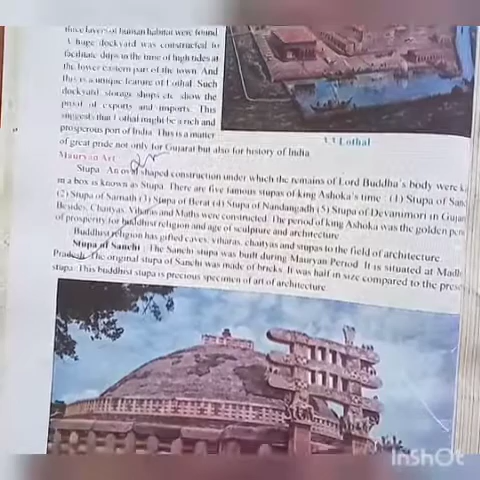 three layers of human habitat were found.
A huge dockyard was constructed to
facilitate ships in the time of high tides at
the lower eastern part of the town. And
this is a unique feature of Lothal. Such
dockyard, storage, shops etc. show the
proof of exports and imports. This
suggests that Lothal might be a rich and
prosperous port of India. This is a matter
of great pride not only for Gujarat but also for history of India
3.3 Lothal
Mauryan Art
Stupa: An oval shaped construction under which the remains of Lord Buddha's body were k
in a box is known as Stupa. There are five famous stupas of king Ashoka's time : (1) Stupa of San
(2) Stupa of Sarnath (3) Stupa of Berat (4) Stupa of Nandangadh (5) Stupa of Devanimori in Gujar
Besides, Chaityas, Viharas and Maths were constructed. The period of king Ashoka was the golden peri
of prosperity for buddhist religion and age of sculpture and architecture.
Buddhist religion has gifted caves, viharas, chaityas and stupas to the field of architecture.
Stupa of Sanchi : The Sanchi stupa was built during Mauryan Period. It is situated at Madh
Pradesh. The original stupa of Sanchi was made of bricks. It was half in size compared to the prese
stupa. This buddhist stupa is precious specimen of art of architecture.
InShOt